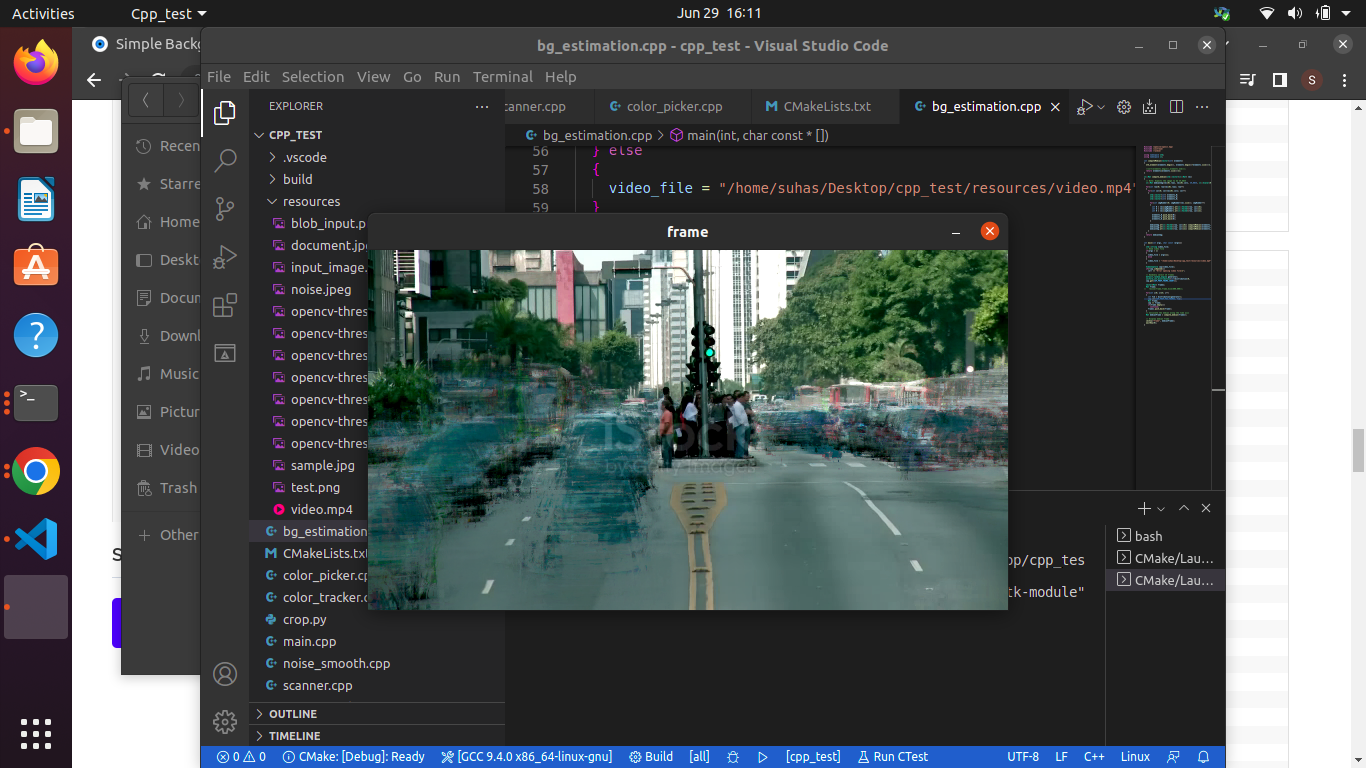 Activities
Cpp_test
Jun 29 16:11
Simple Backg
bg_estimation.cpp - cpp_test - Visual Studio Code
S
File Edit Selection View Go Run Terminal Help
EXPLORER
canner.cpp
color_picker.cpp
CMakeLists.txt
bg_estimation.cpp
bg_estimation.cpp > main(int, char const * [])
CPP_TEST
.vscode
build
resources
blob_input.p
document.jpg
input_image.
noise.jpeg
opencv-thres
opencv-thres
opencv-thres
opencv-thres
opencv-thres
opencv-thres
opencv-thres
sample.jpg
test.png
video.mp4
bg_estimation
CMakeLists.txt
color_picker.cp
color_tracker.c
crop.py
main.cpp
noise_smooth.cpp
scanner.cpp
OUTLINE
TIMELINE
56 } else
57 {
58 video_file = "/home/suhas/Desktop/cpp_test/resources/video.mp4"
59 }
frame
iStock
by Getty Images
Recen
Starre
Home
Deskt
Docum
Downl
Music
Pictur
Video
Trash
Other
S
op/cpp_tes
tk-module"
bash
CMake/Lau...
CMake/Lau...
0 0 CMake: [Debug]: Ready [GCC 9.4.0 x86_64-linux-gnu] Build [all] [cpp_test] Run CTest UTF-8 LF C++ Linux